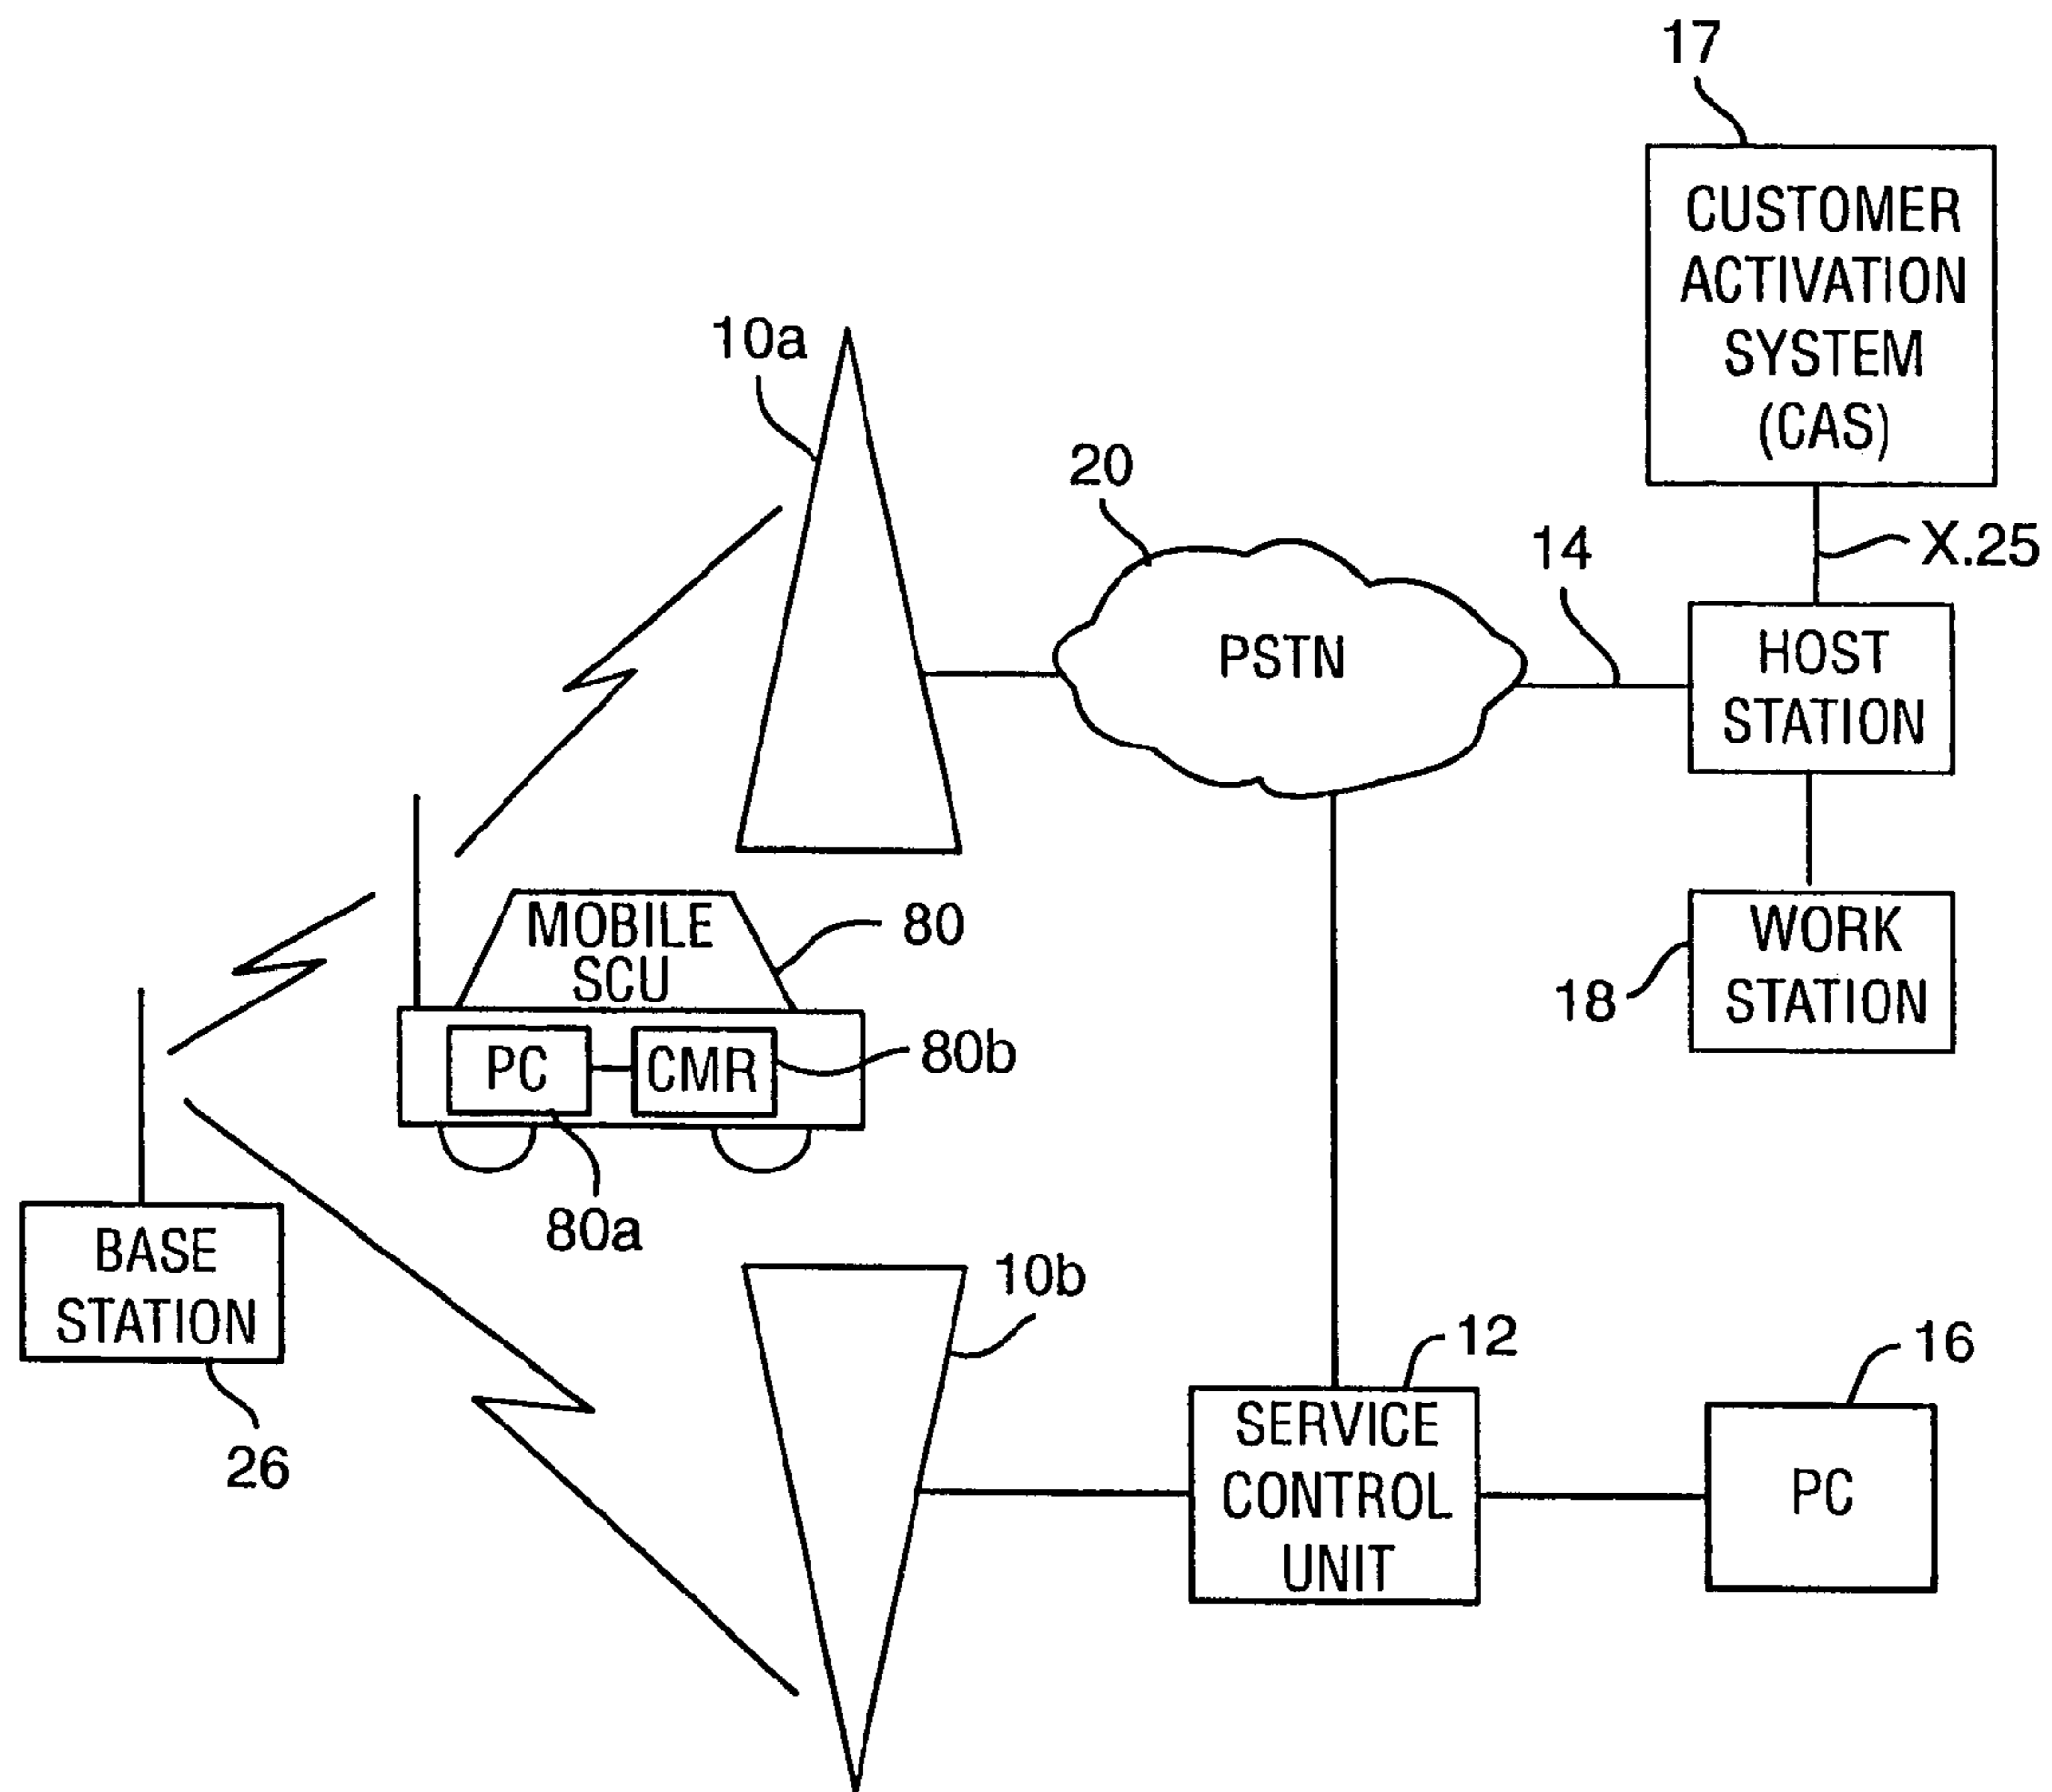 17
CUSTOMER
ACTIVATION
SYSTEM
(CAS)
10a
20
14
X.25
PSTN
HOST
STATION
MOBILE
SCU
80
WORK
STATION
18
PC
CMR
80b
80a
BASE
STATION
26
10b
12
16
SERVICE
CONTROL
UNIT
PC